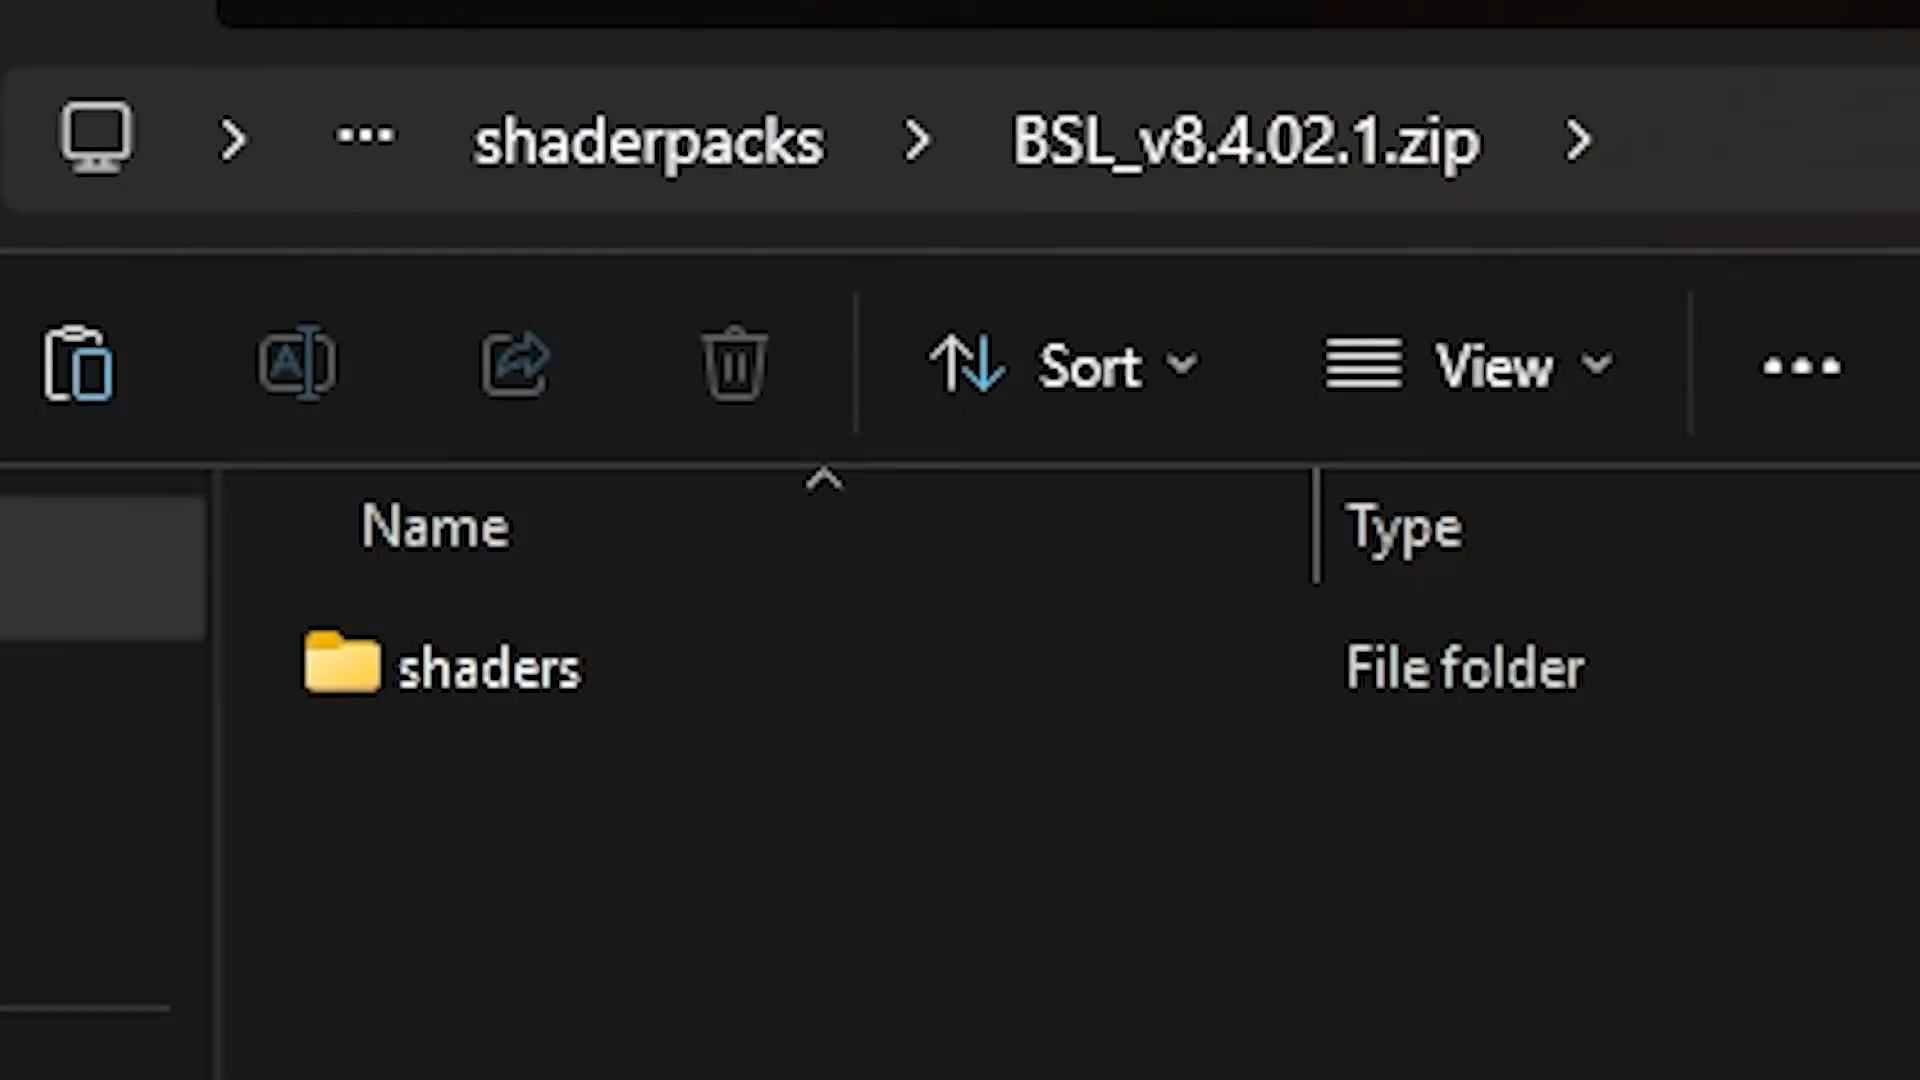 shaderpacks > BSL_v8.4.02.1.zip >
Sort View
Name Type
shaders File folder